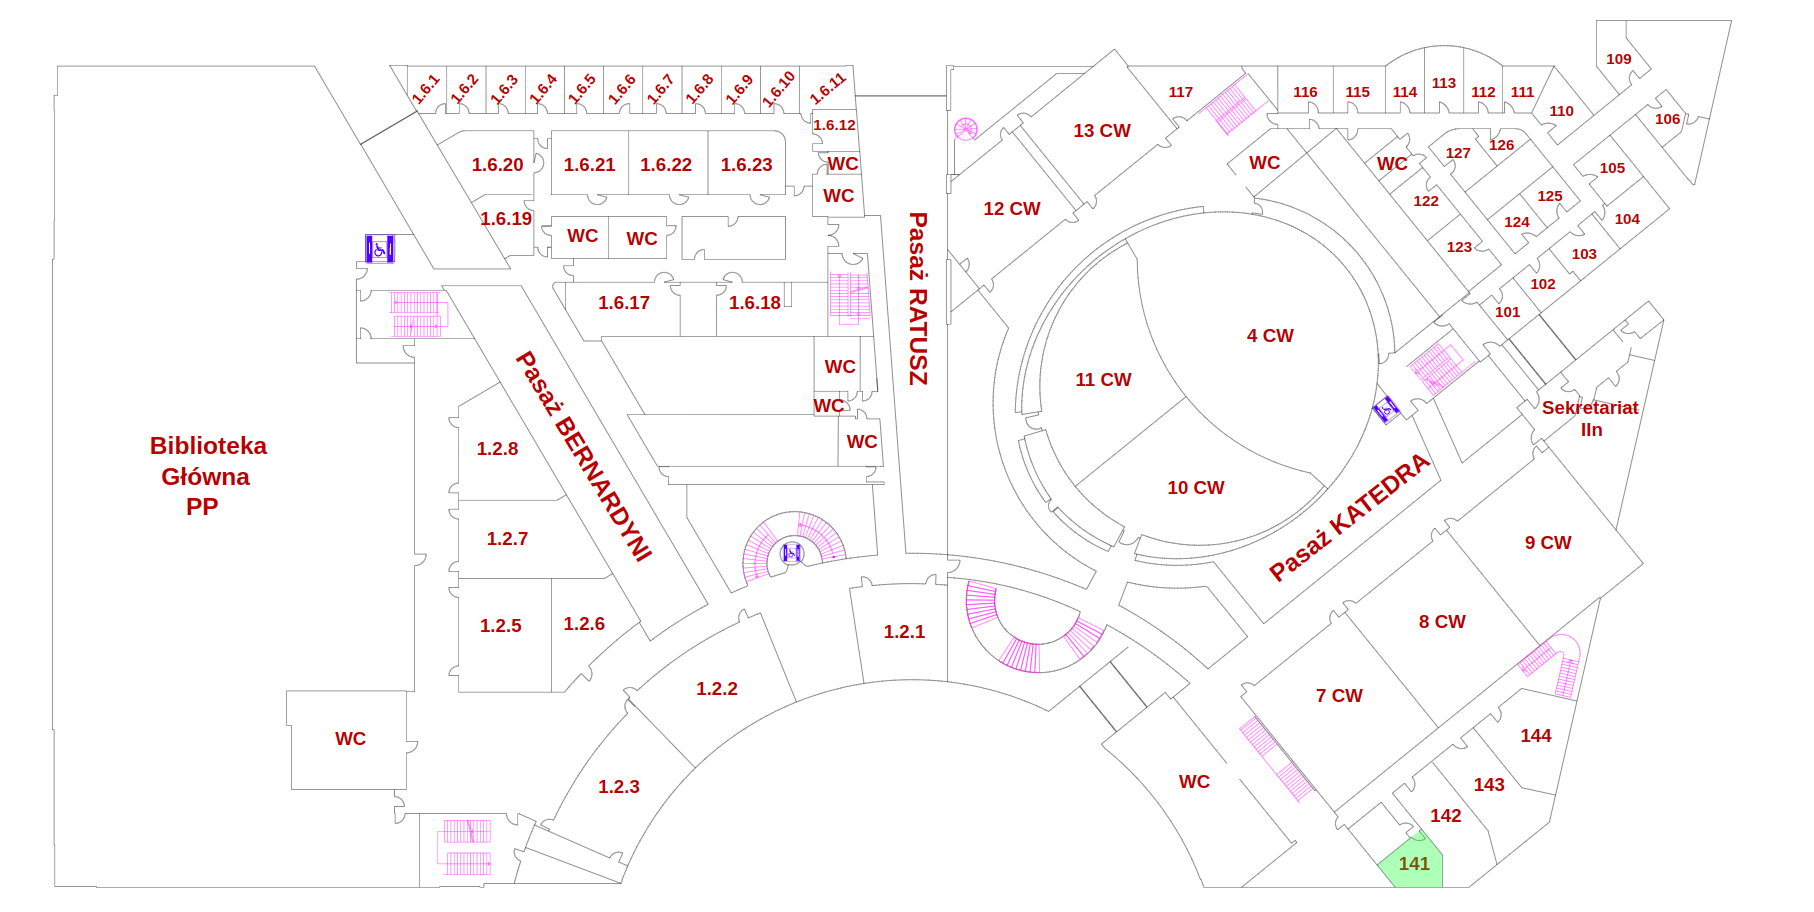 109
1.6.1
1.6.2
1.6.3
1.6.4
1.6.5
1.6.6
1.6.7
1.6.8
1.6.9
1.6.10
1.6.11
117
116
115
114
113
112
111
110
106
1.6.12
13 CW
1.6.20
1.6.21
1.6.22
1.6.23
WC
WC
WC
WC
127
126
105
1.6.19
WC
WC
12 CW
122
125
124
104
123
103
102
101
1.6.17
1.6.18
Pasaż RATUSZ
4 CW
11 CW
10 CW
Pasaż BERNARDYNI
WC
WC
WC
Sekretariat
IIn
Biblioteka
Główna
PP
1.2.8
1.2.7
1.2.5
1.2.6
Pasaż KATEDRA
9 CW
8 CW
7 CW
1.2.1
1.2.2
1.2.3
WC
WC
144
143
142
141